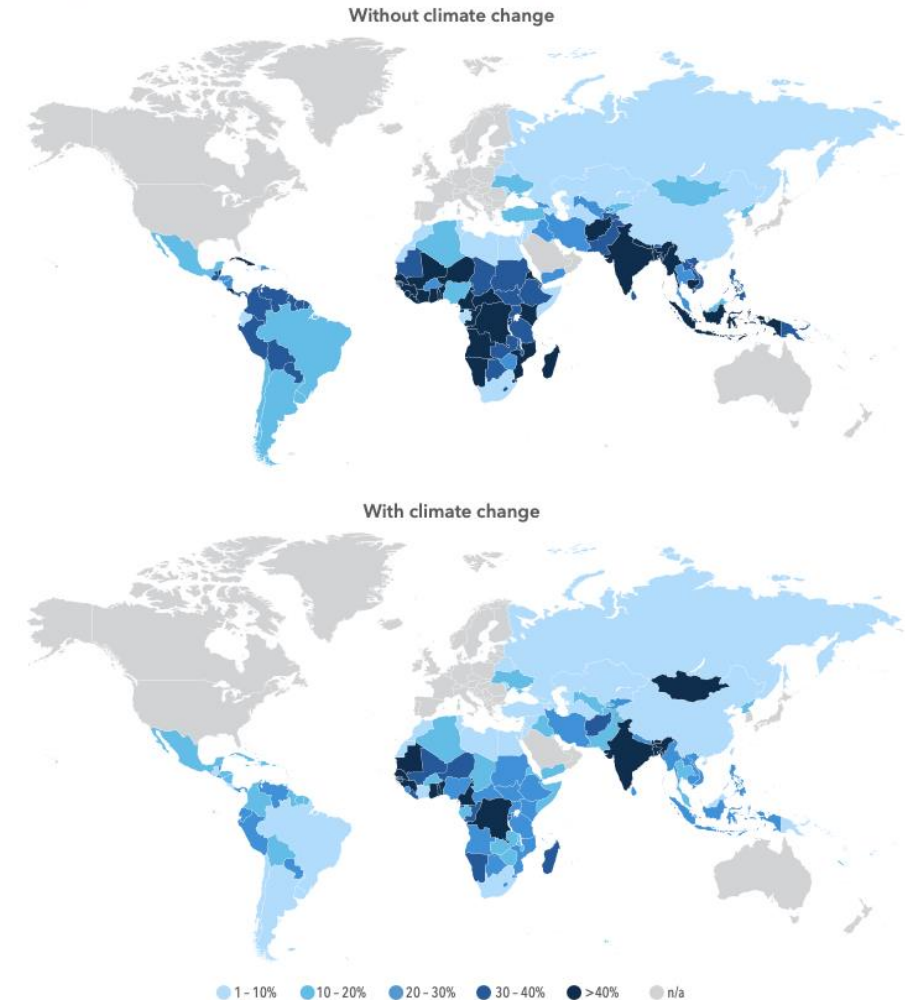 Without climate change
With climate change
1 - 10% 10 - 20% 20 - 30% 30 - 40% >40% n/a